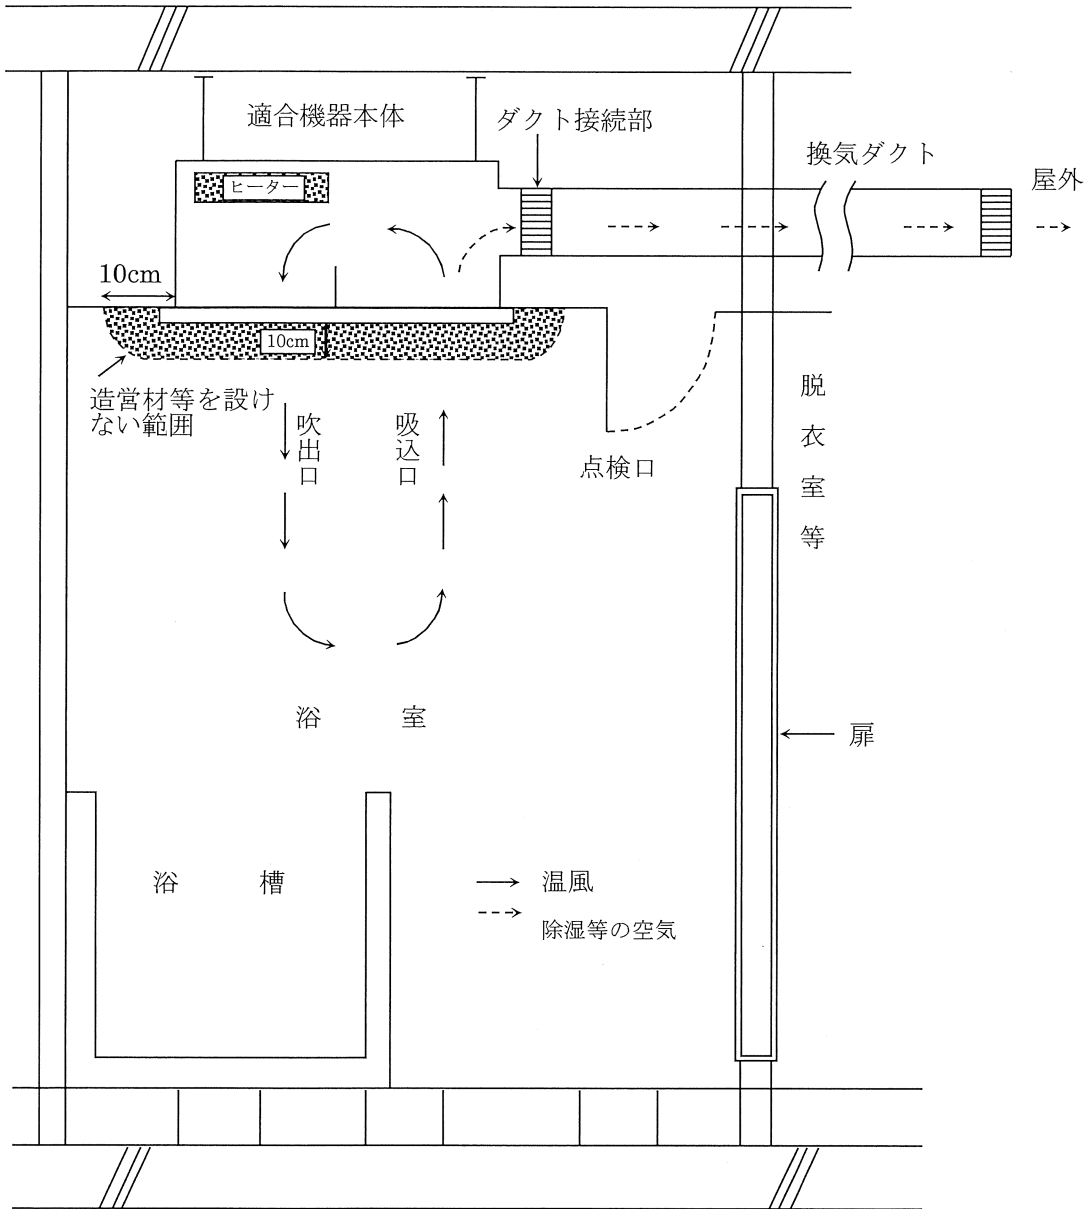 適合機器本体
ダクト接続部
換気ダクト
屋外
ヒーター
10cm
10cm
造営材等を設け
ない範囲
吹出口
吸込口
点検口
脱衣室等
浴室
扉
浴槽
温風
除湿等の空気